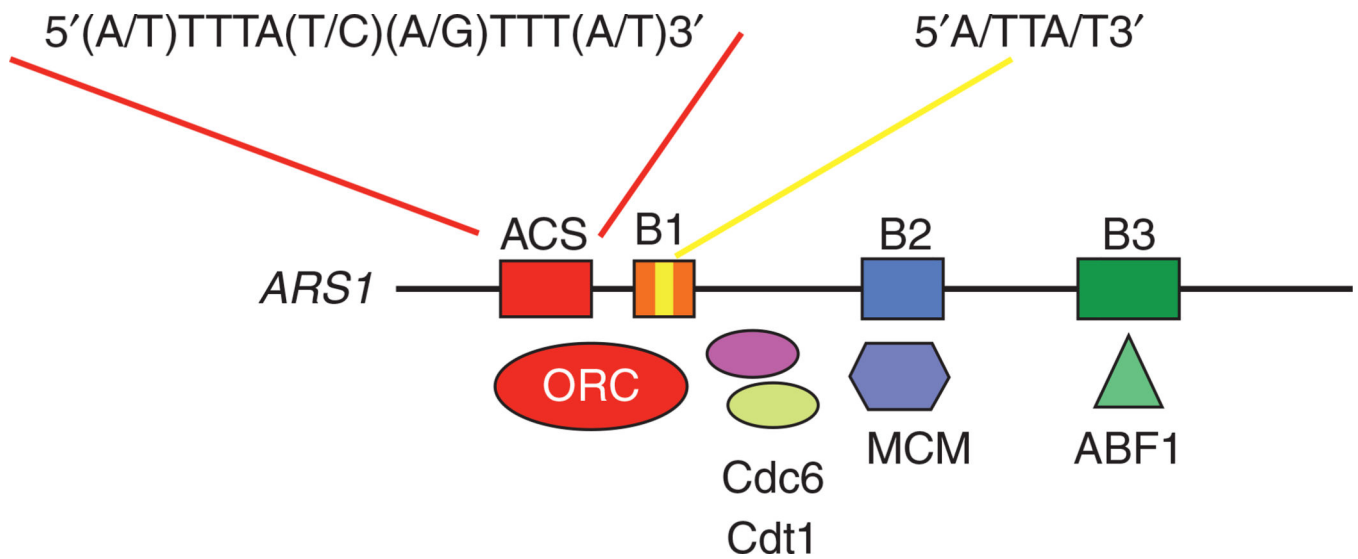 5′(A/T)TTTA(T/C)(A/G)TTT(A/T)3′
5′A/TTA/T3′
ACS
B1
B2
B3
ARS1
ORC
Cdc6
Cdt1
MCM
ABF1